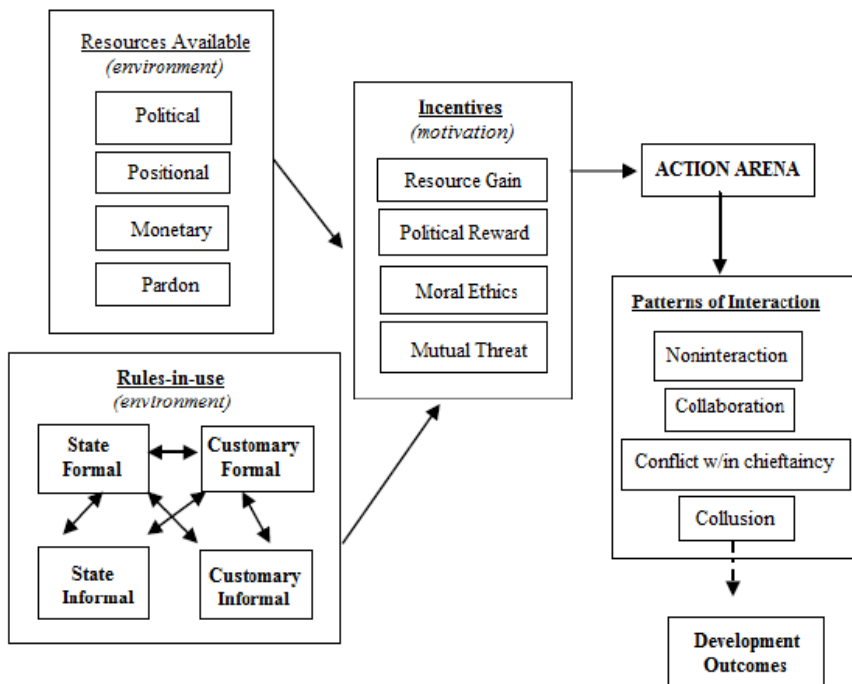 Resources Available
(environment)
Political
Positional
Monetary
Pardon
Rules-in-use
(environment)
State
Formal
Customary
Formal
State
Informal
Customary
Informal
Incentives
(motivation)
Resource Gain
Political Reward
Moral Ethics
Mutual Threat
ACTION ARENA
Patterns of Interaction
Noninteraction
Collaboration
Conflict w/in chieftaincy
Collusion
Development
Outcomes